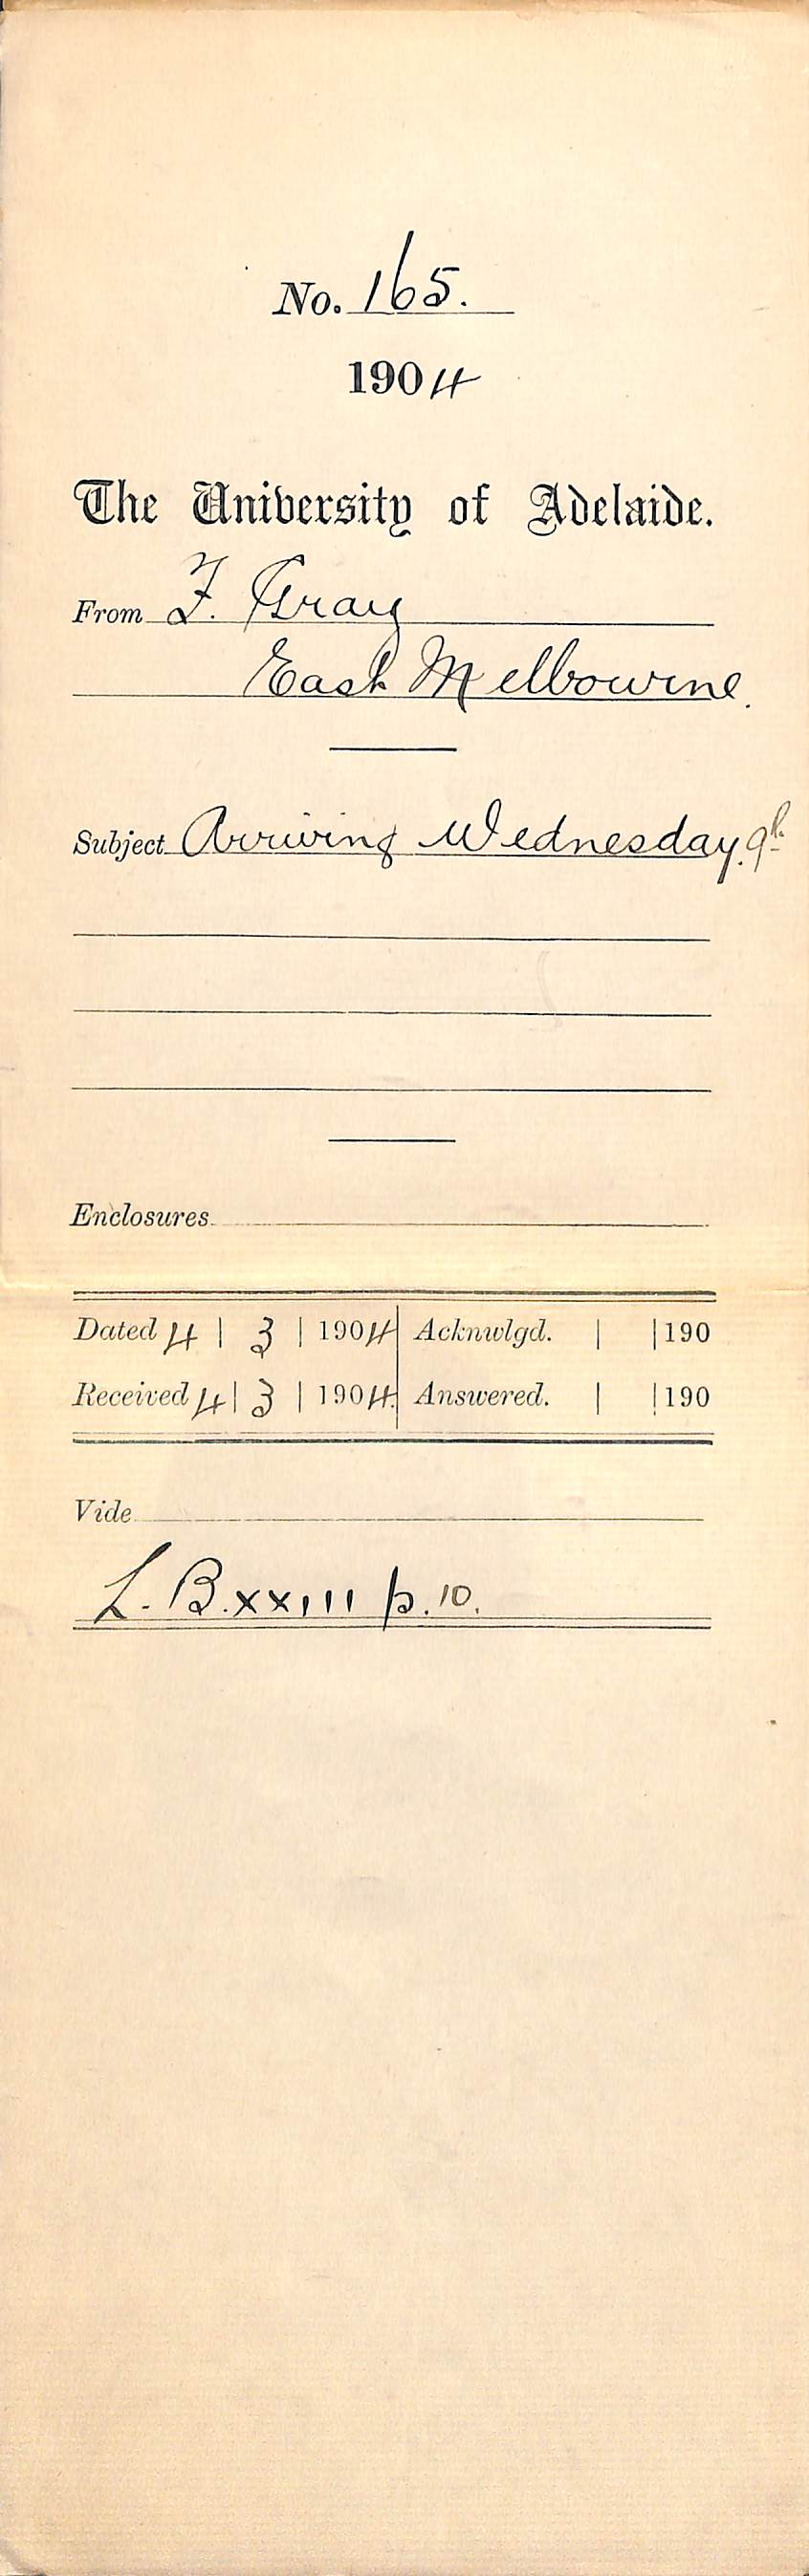 No. 165.
1904
The University of Adelaide.
From F. Gray
East Melbourne.
Subject Arriving Wednesday. 9th
Enclosures
Dated 4 | 3 | 1904 | Acknwlgd. | | 190
Received 4 | 3 | 1904. | Answered. | | 190
Vide
L. B. xxiii p. 10.